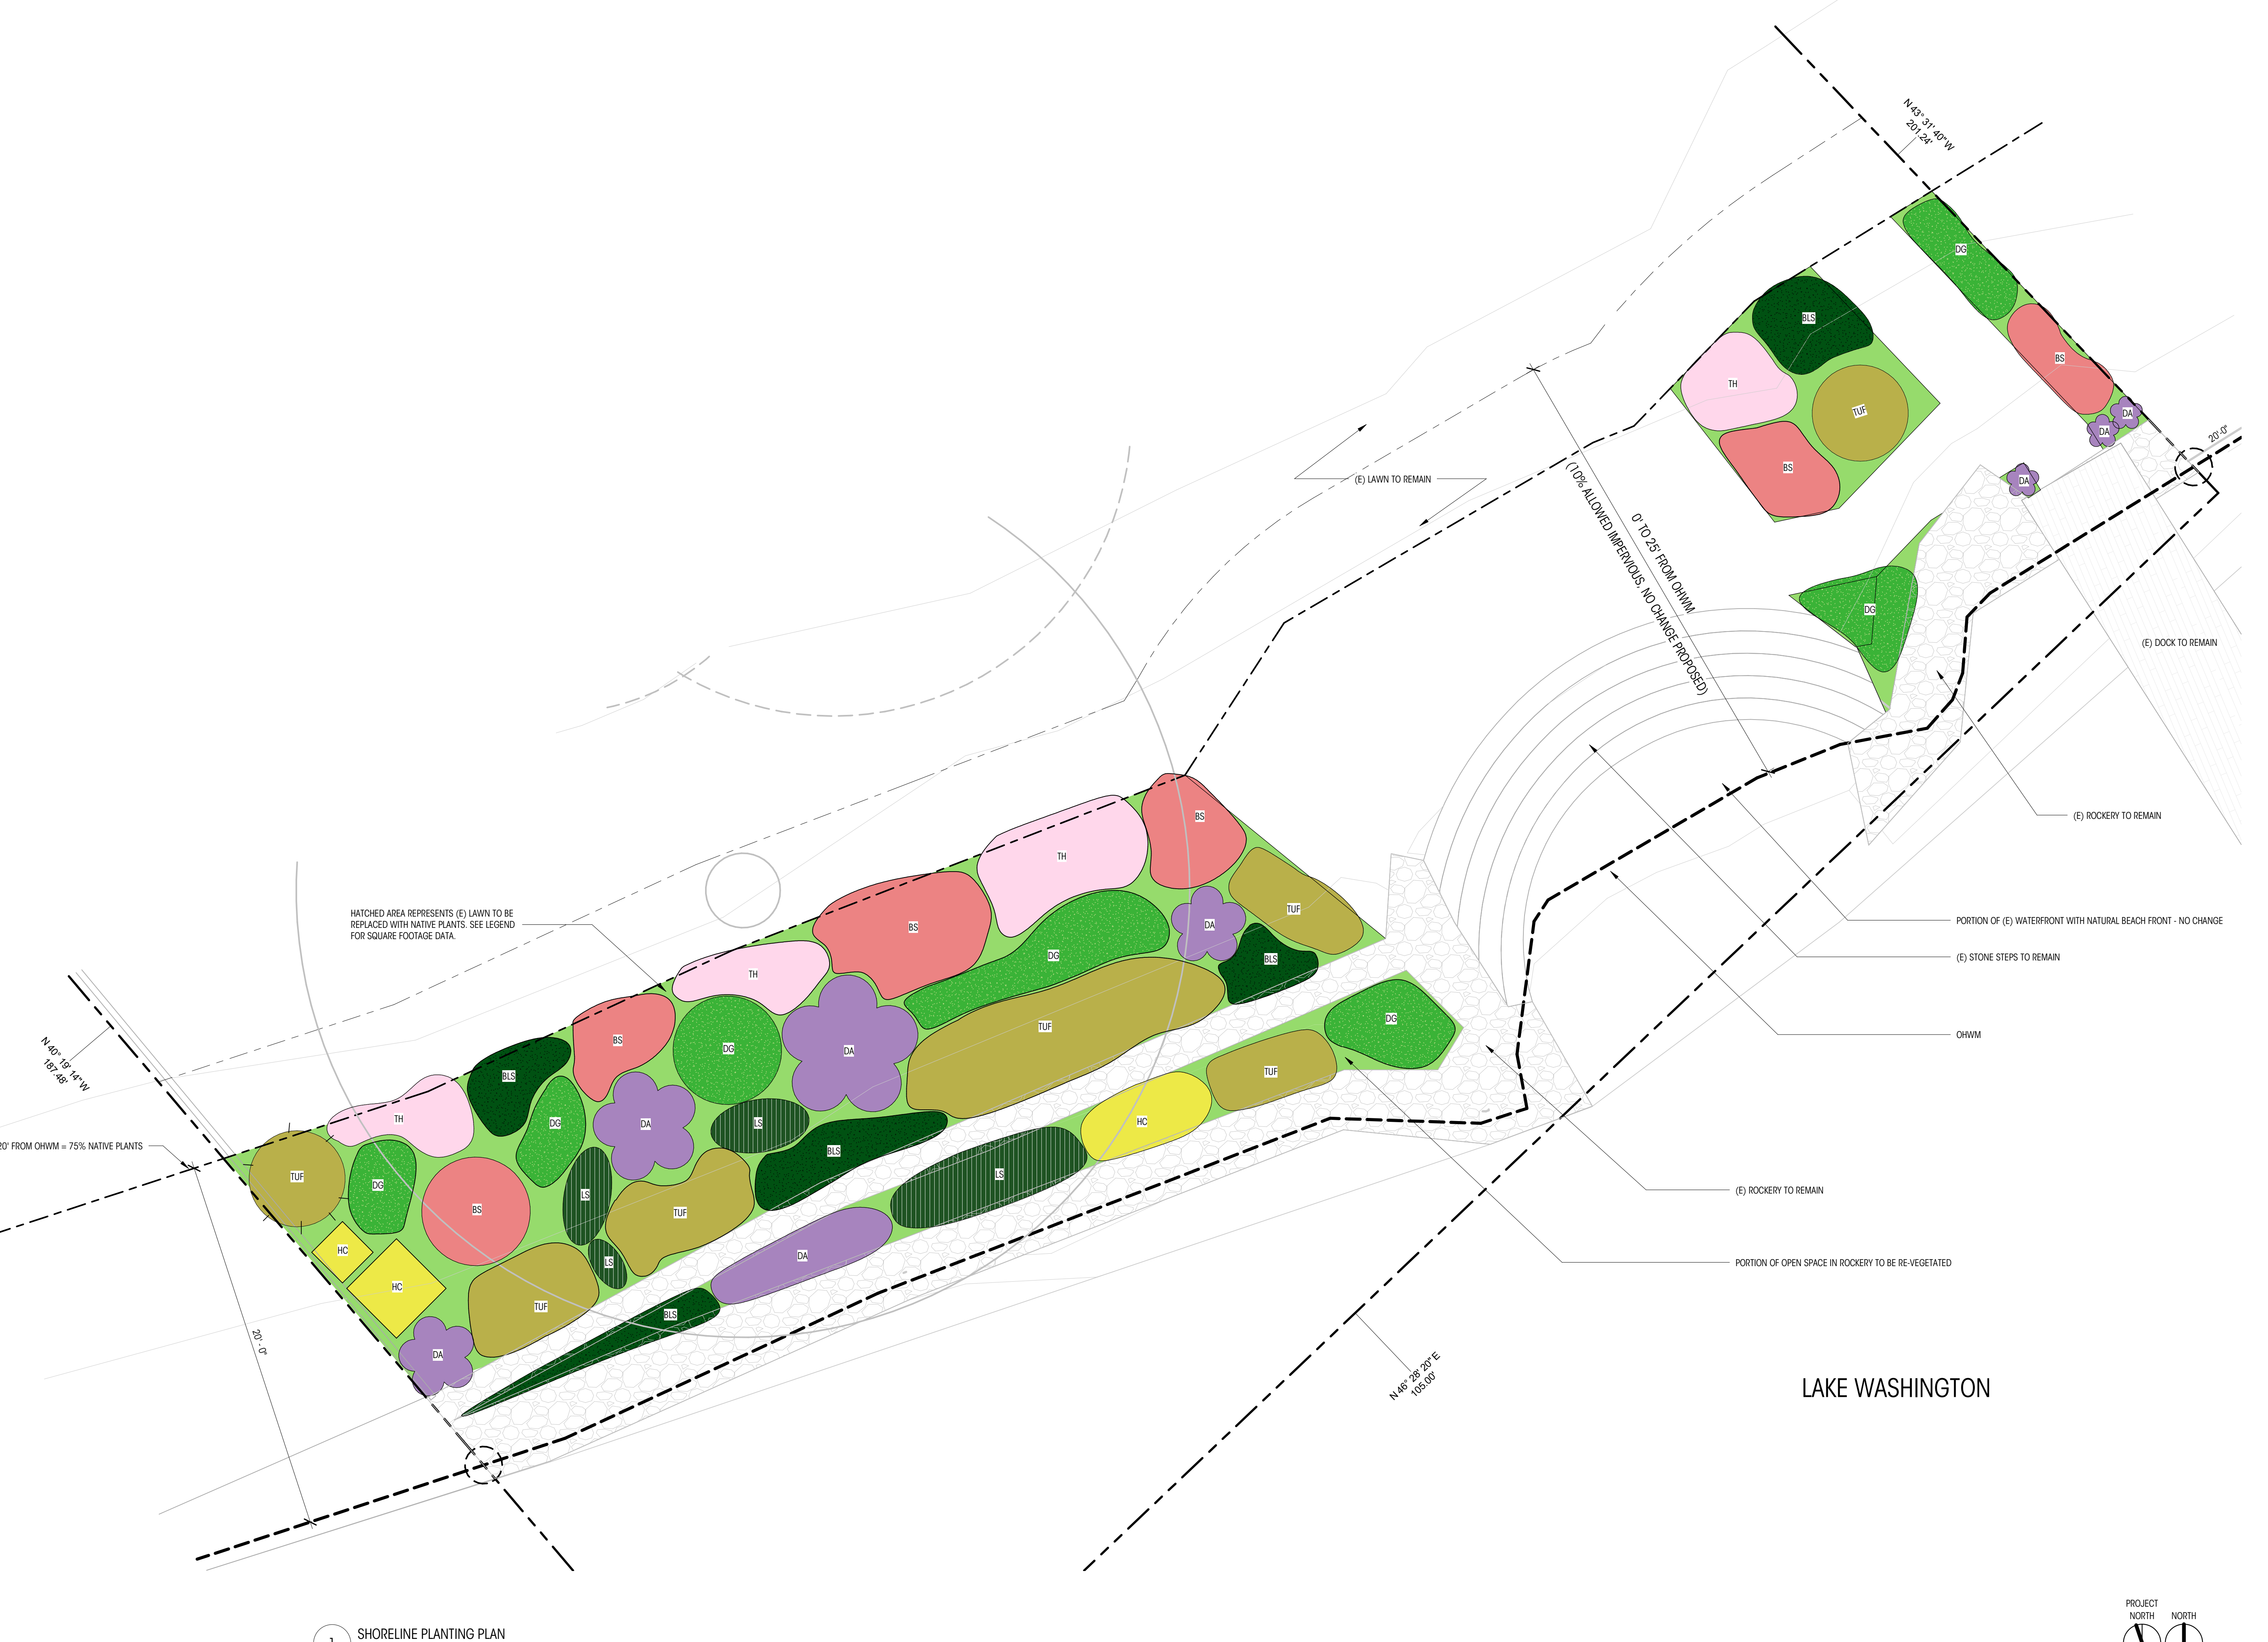 N 43° 31' 40" W
201.24'
DG
BLS
BS
TH
TUF
DA
DA
20'-0"
BS
DA
(E) LAWN TO REMAIN
0' TO 25' FROM OHWM
(10% ALLOWED IMPERVIOUS, NO CHANGE PROPOSED)
DG
(E) DOCK TO REMAIN
BS
(E) ROCKERY TO REMAIN
TH
HATCHED AREA REPRESENTS (E) LAWN TO BE
REPLACED WITH NATIVE PLANTS. SEE LEGEND
FOR SQUARE FOOTAGE DATA.
TUF
PORTION OF (E) WATERFRONT WITH NATURAL BEACH FRONT - NO CHANGE
DA
BS
DG
(E) STONE STEPS TO REMAIN
BLS
TH
DG
TUF
OHWM
BS
DG
DA
N 40° 19' 14" W
187.48'
TUF
BLS
TH
DG
DA
LS
HC
20' FROM OHWM = 75% NATIVE PLANTS
BLS
LS
TUF
DG
LS
(E) ROCKERY TO REMAIN
BS
TUF
HC
DA
LS
PORTION OF OPEN SPACE IN ROCKERY TO BE RE-VEGETATED
HC
TUF
BLS
20' - 0"
DA
N 46° 28' 20" E
105.00'
LAKE WASHINGTON
PROJECT
NORTH
NORTH
1
SHORELINE PLANTING PLAN